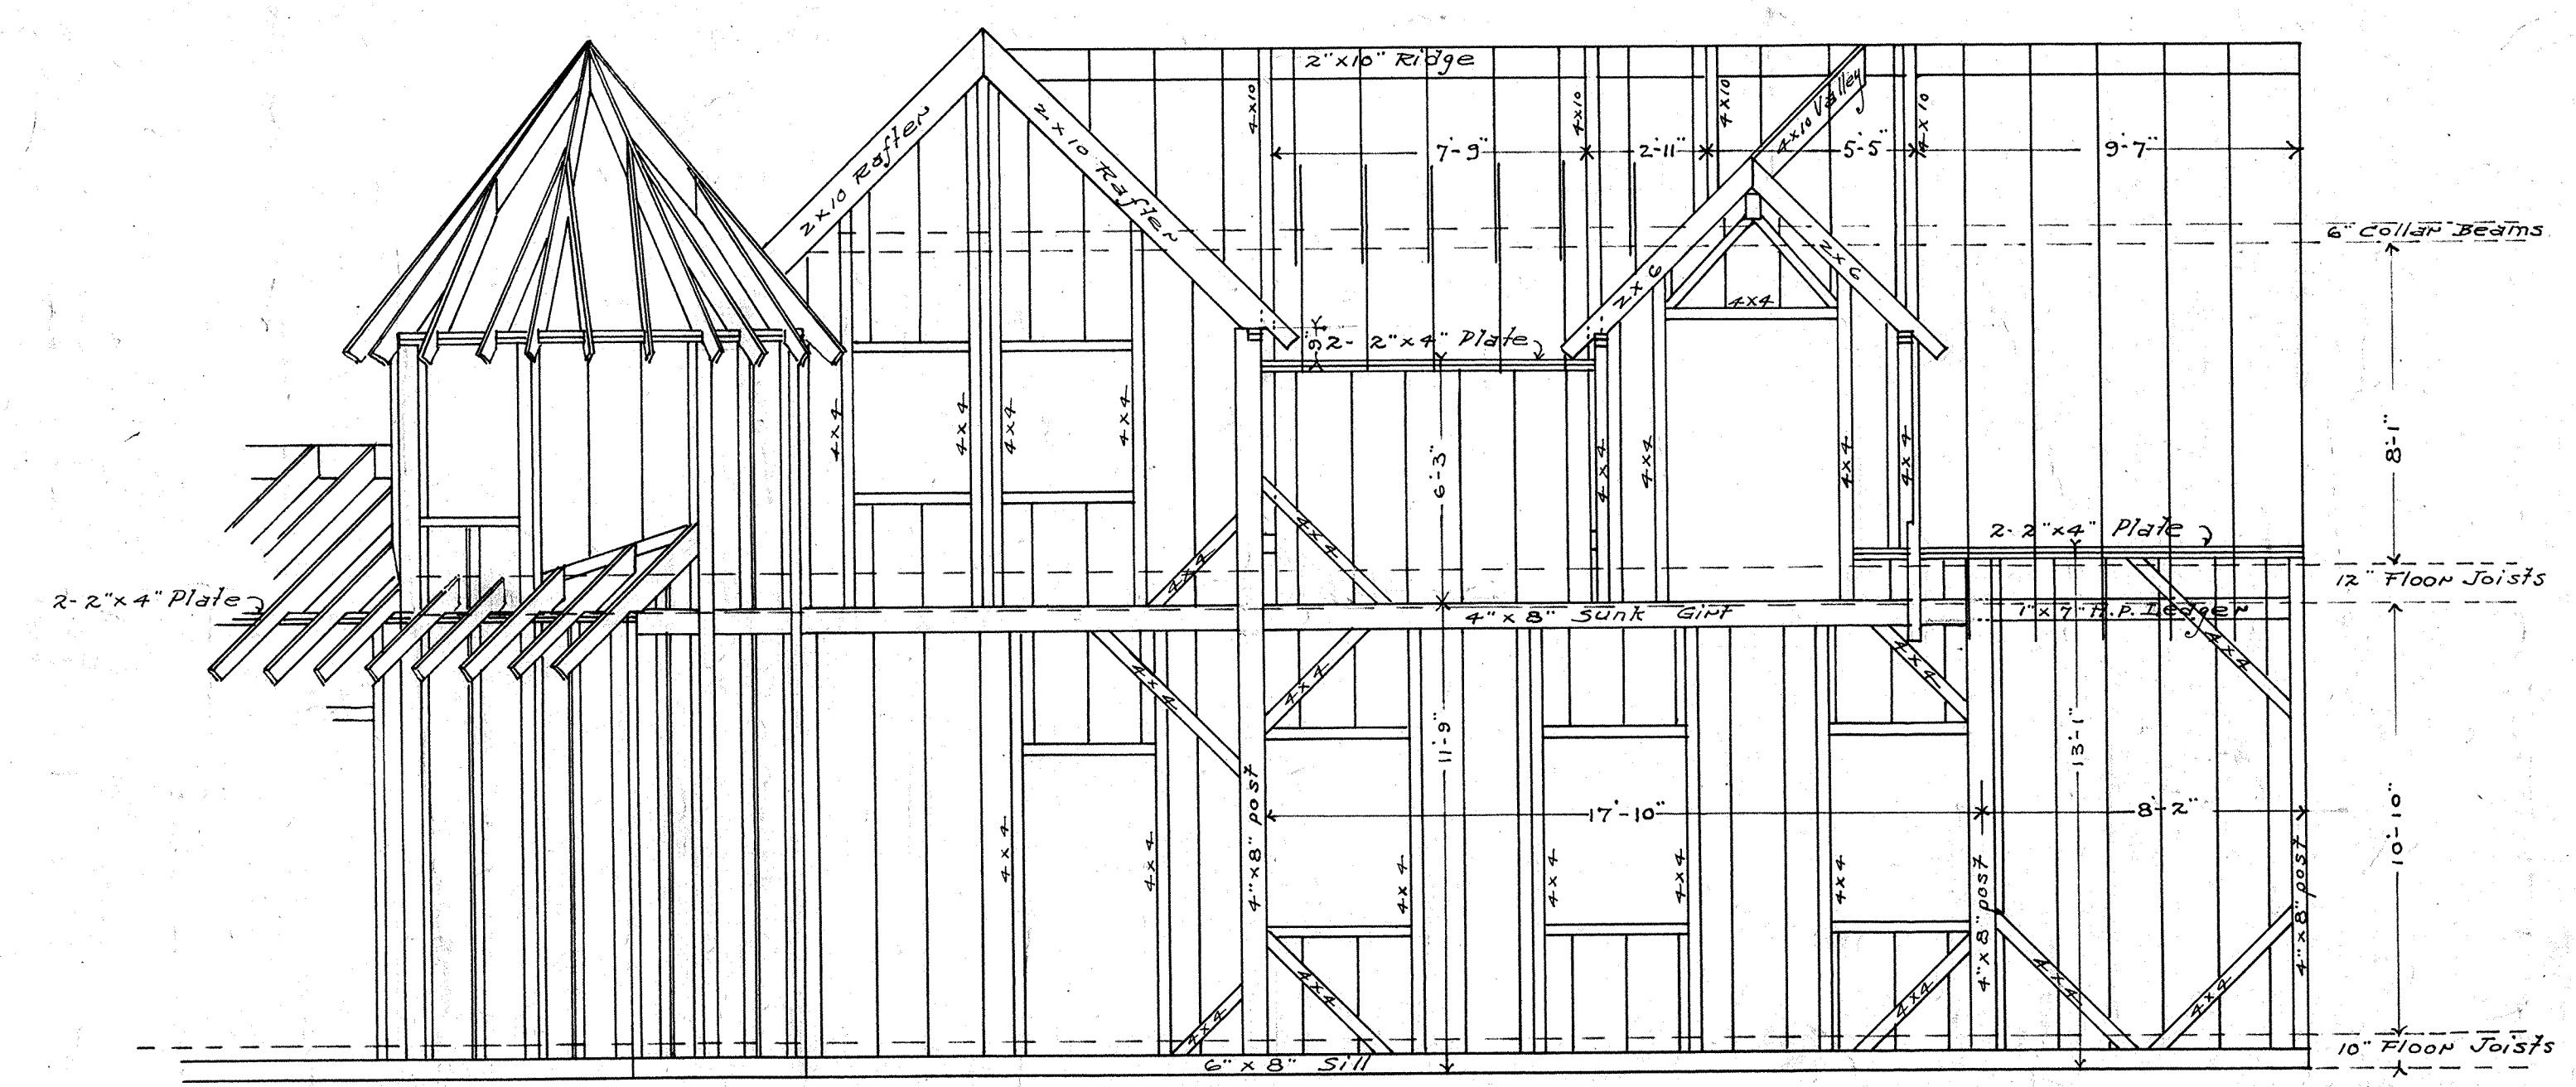 2"x10" Ridge
4x10
4x10
4x10
4x10 Valley
4x10
2x10 Rafter
2x10 Rafter
7'-9"
2'-11"
5'-5"
9'-7"
6" Collar Beams
2x6
2x6
4x4
9"
2-2"x4" Plate
4x4
4x4
4x4
4x4
6'-3"
4x4
4x4
4x4
4x4
8'-1"
2-2"x4" Plate
4x4
4x4
12" Floor Joists
2-2"x4" Plate
4"x8" Sunk Girt
1"x7" H.P. Ledger
4x4
4x4
4x4
4x4
11'-9"
13'-1"
17'-10"
8'-2"
10'-10"
4x4
4x4
4"x8" post
4x4
4x4
4x4
4x4
4"x8" post
4"x8" post
4x4
4x4
4x4
4x4
4x4
10" Floor Joists
6"x8" Sill